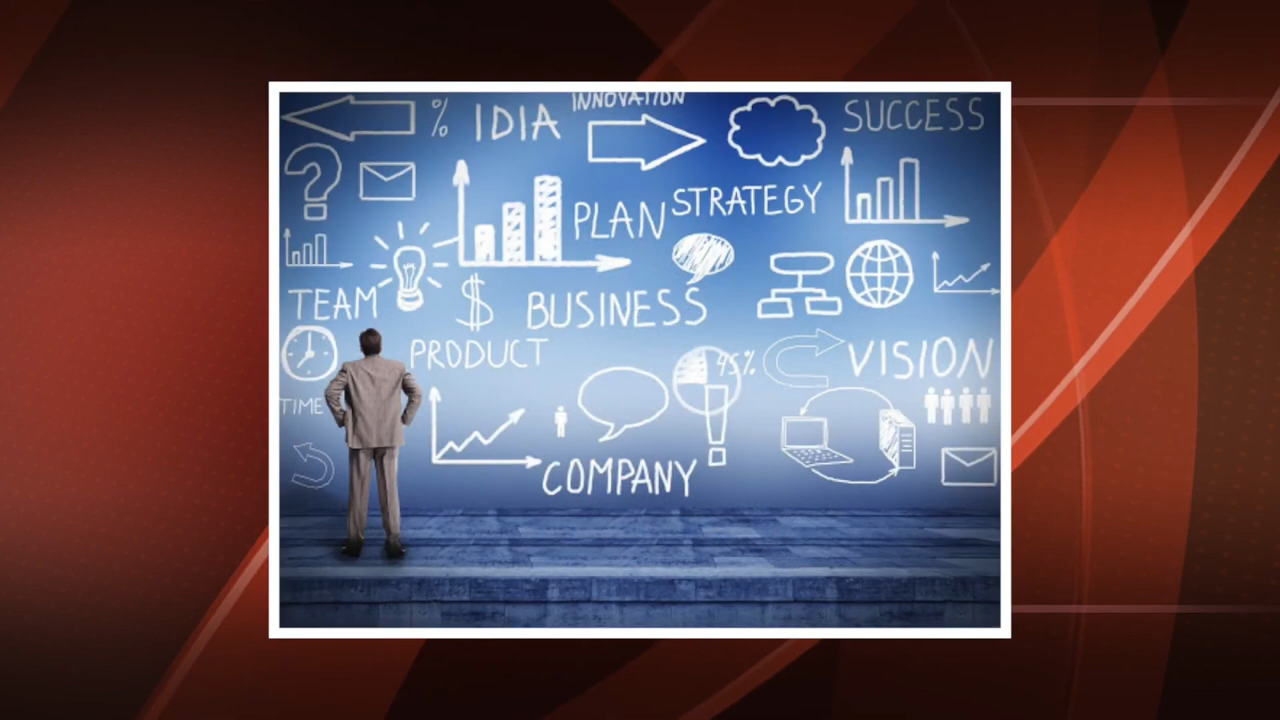 INNOVATION
% IDIA
SUCCESS
?
PLAN STRATEGY
TEAM
$ BUSINESS
PRODUCT
45%
VISION
TIME
!
COMPANY